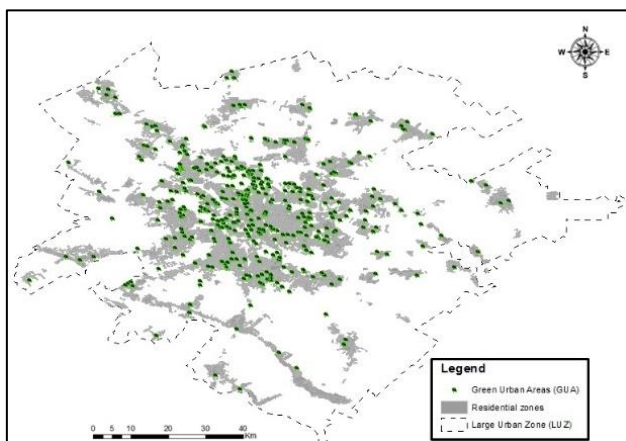 N
W E
S
Legend
Green Urban Areas (GUA)
Residential zones
Large Urban Zone (LUZ)
0 5 10 20 30 40
Km